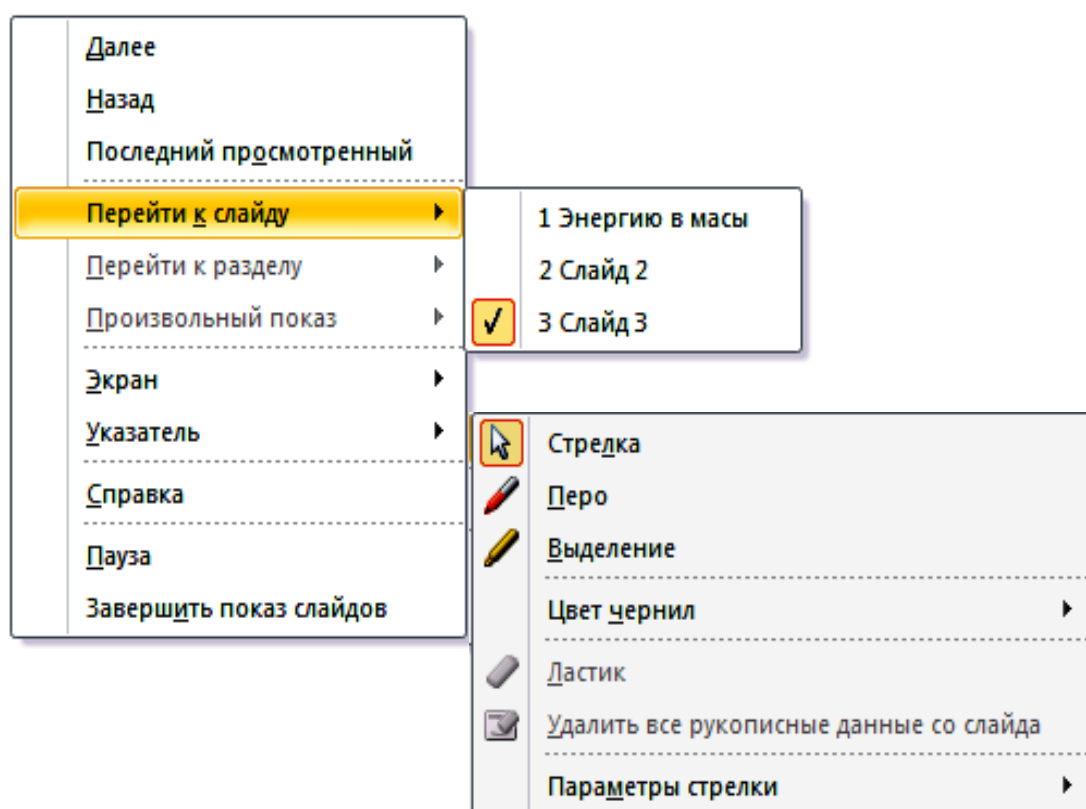 Далее
Назад
Последний просмотренный
Перейти к слайду
Перейти к разделу
Произвольный показ
Экран
Указатель
Справка
Пауза
Завершить показ слайдов
1 Энергию в масы
2 Слайд 2
3 Слайд 3
Стрелка
Перо
Выделение
Цвет чернил
Ластик
Удалить все рукописные данные со слайда
Параметры стрелки